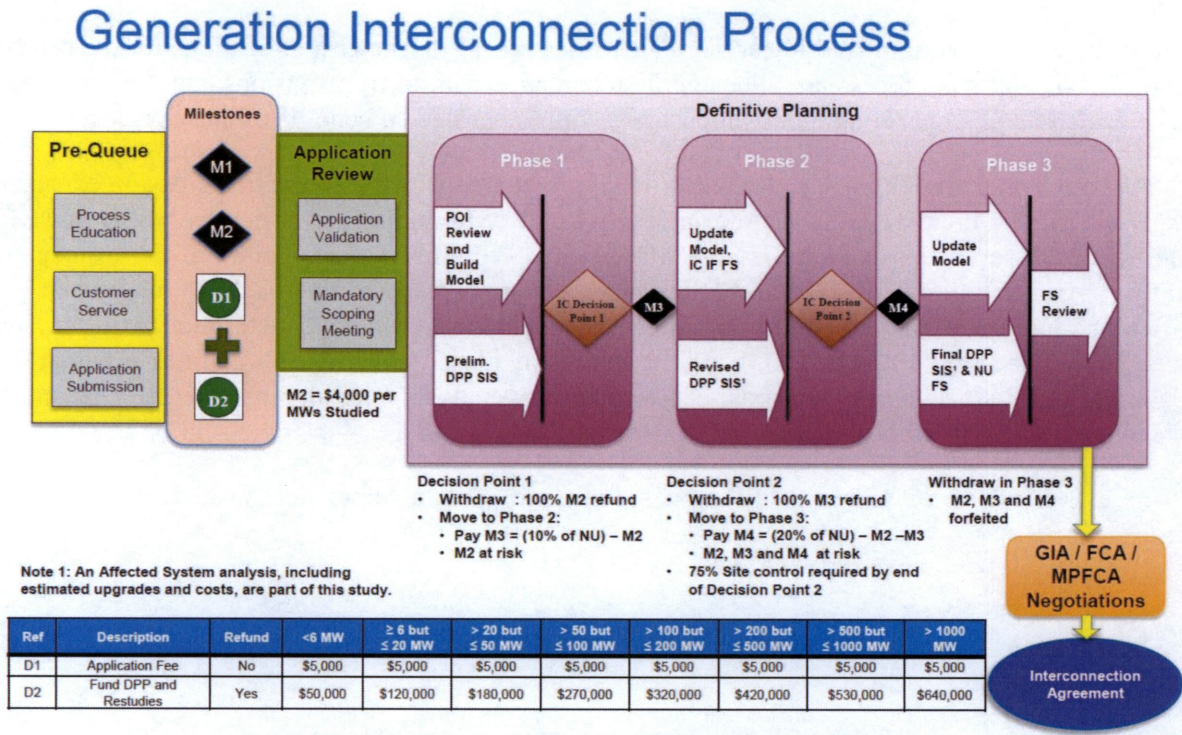 Generation Interconnection Process
Milestones
M1
M2
D1
D2
Pre-Queue
Process
Education
Customer
Service
Application
Submission
Application
Review
Application
Validation
Mandatory
Scoping
Meeting
M2 = $4,000 per
MWs Studied
Definitive Planning
Phase 1
POI
Review
and
Build
Model
Prelim.
DPP SIS
IC Decision
Point 1
M3
Phase 2
Update
Model,
IC IF FS
Revised
DPP SIS¹
IC Decision
Point 2
M4
Phase 3
Update
Model
Final DPP
SIS¹ & NU
FS
FS
Review
Decision Point 1
• Withdraw : 100% M2 refund
• Move to Phase 2:
• Pay M3 = (10% of NU) – M2
• M2 at risk
Decision Point 2
• Withdraw : 100% M3 refund
• Move to Phase 3:
• Pay M4 = (20% of NU) – M2 –M3
• M2, M3 and M4 at risk
• 75% Site control required by end
of Decision Point 2
Withdraw in Phase 3
• M2, M3 and M4
forfeited
GIA / FCA /
MPFCA
Negotiations
Interconnection
Agreement
Note 1: An Affected System analysis, including
estimated upgrades and costs, are part of this study.
Ref Description Refund <6 MW ≥ 6 but ≤ 20 MW > 20 but ≤ 50 MW > 50 but ≤ 100 MW > 100 but ≤ 200 MW > 200 but ≤ 500 MW > 500 but ≤ 1000 MW > 1000 MW
D1 Application Fee No $5,000 $5,000 $5,000 $5,000 $5,000 $5,000 $5,000 $5,000
D2 Fund DPP and Restudies Yes $50,000 $120,000 $180,000 $270,000 $320,000 $420,000 $530,000 $640,000